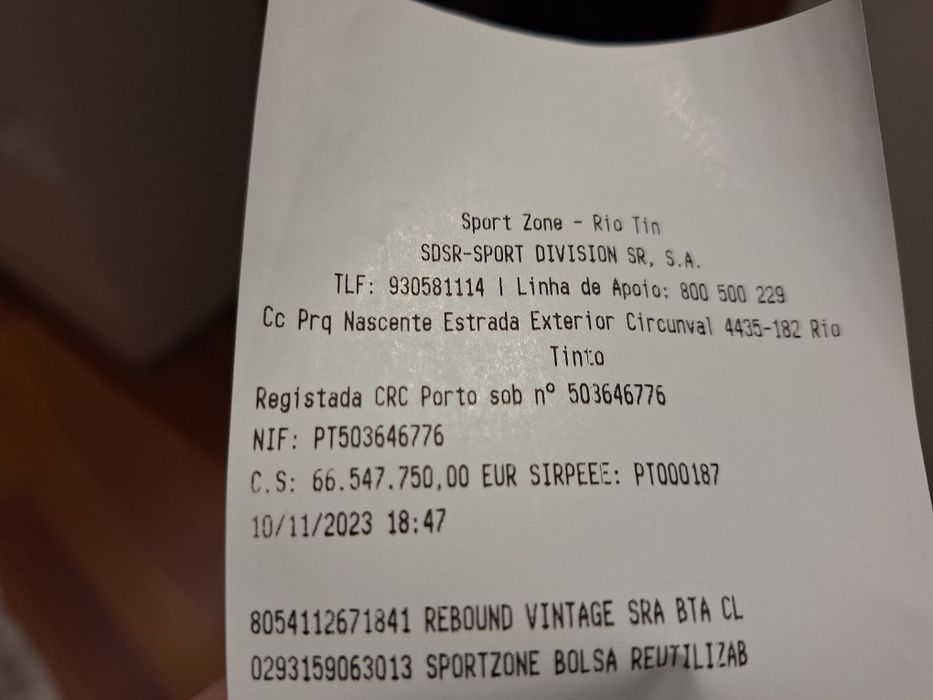 Sport Zone - Rio Tin
SDSR-SPORT DIVISION SR, S.A.
TLF: 930581114 | Linha de Apoio: 800 500 229
Cc Prq Nascente Estrada Exterior Circunval 4435-182 Rio
Tinto
Registada CRC Porto sob nº 503646776
NIF: PT503646776
C.S: 66.547.750,00 EUR SIRPEEE: PT000187
10/11/2023 18:47
8054112671841 REBOUND VINTAGE SRA BTA CL
0293159063013 SPORTZONE BOLSA REUTILIZAB